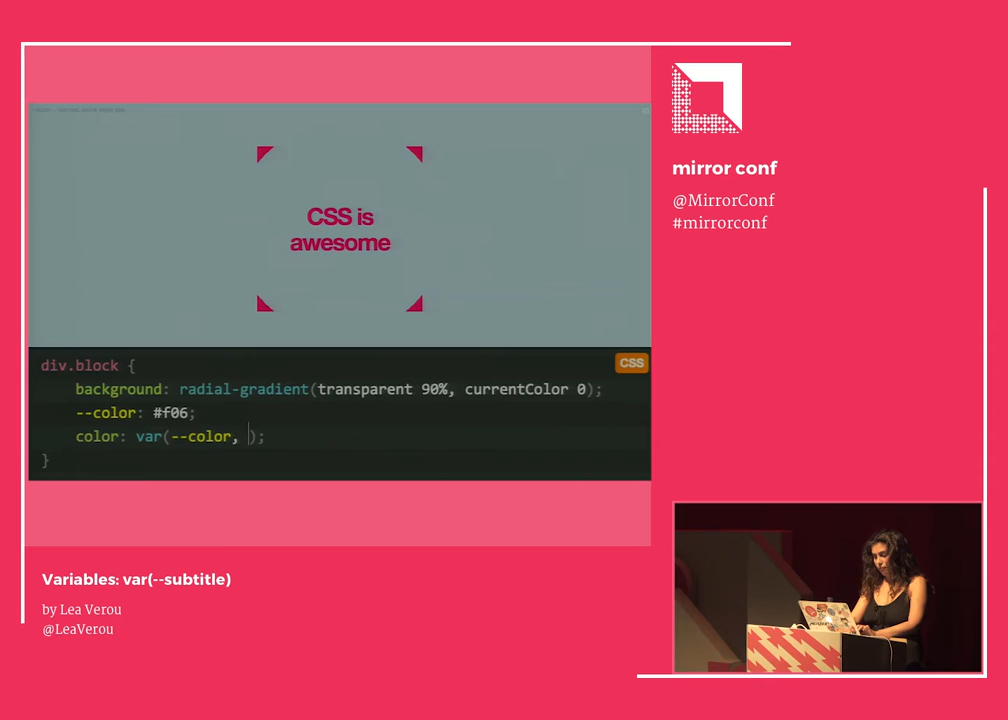 mirror conf
@MirrorConf
#mirrorconf
CSS is
awesome
CSS
div.block {
background: radial-gradient(transparent 90%, currentColor 0);
--color: #f06;
color: var(--color, );
}
Variables: var(--subtitle)
by Lea Verou
@LeaVerou